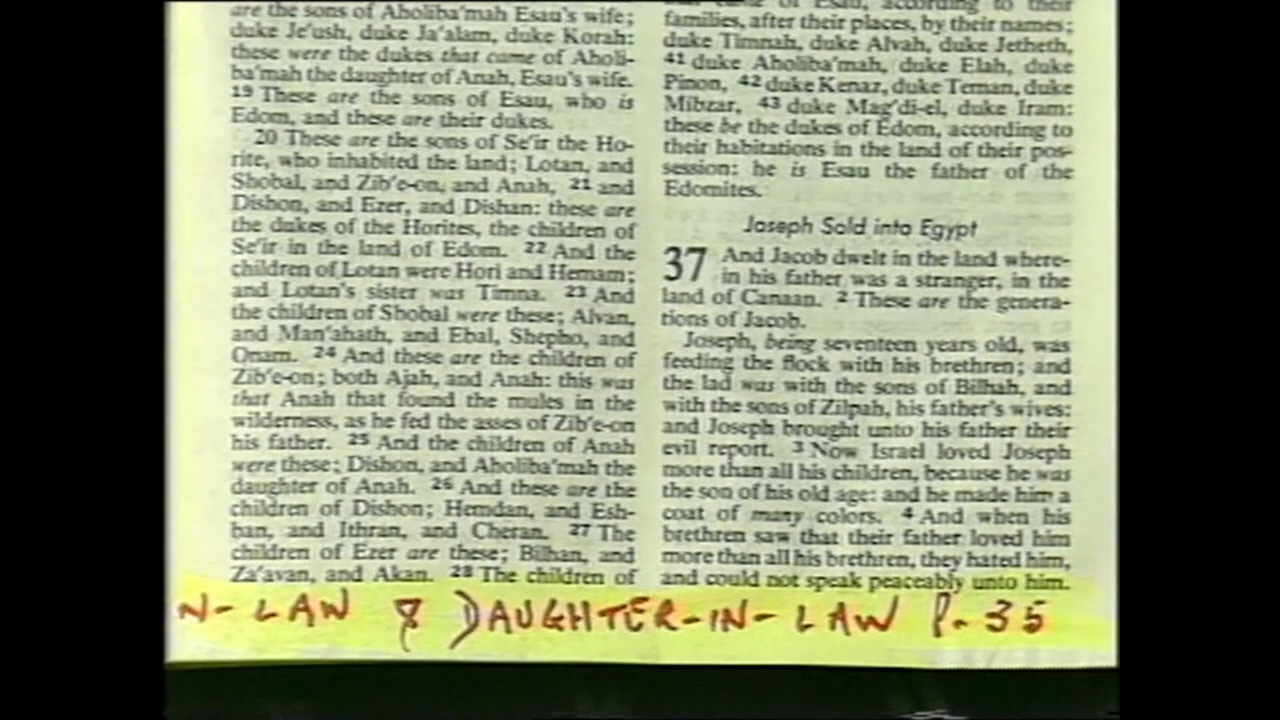 are the sons of Aholiba'mah Esau's wife;
duke Je'ush, duke Ja'alam, duke Korah:
these were the dukes that came of Aholi-
ba'mah the daughter of Anah, Esau's wife.
19 These are the sons of Esau, who is
Edom, and these are their dukes.
20 These are the sons of Se'ir the Ho-
rite, who inhabited the land; Lotan, and
Shobal, and Zib'e-on, and Anah, 21 and
Dishon, and Ezer, and Dishan: these are
the dukes of the Horites, the children of
Se'ir in the land of Edom. 22 And the
children of Lotan were Hori and Hemam;
and Lotan's sister was Timna. 23 And
the children of Shobal were these; Alvan,
and Man'ahath, and Ebal, Shepho, and
Onam. 24 And these are the children of
Zib'e-on; both Ajah, and Anah: this was
that Anah that found the mules in the
wilderness, as he fed the asses of Zib'e-on
his father. 25 And the children of Anah
were these; Dishon, and Aholiba'mah the
daughter of Anah. 26 And these are the
children of Dishon; Hemdan, and Esh-
ban, and Ithran, and Cheran. 27 The
children of Ezer are these; Bilhan, and
Za'avan, and Akan. 28 The children of
of Esau, according to their
families, after their places, by their names;
duke Timnah, duke Alvah, duke Jetheth,
41 duke Aholiba'mah, duke Elah, duke
Pinon, 42 duke Kenaz, duke Teman, duke
Mibzar, 43 duke Mag'di-el, duke Iram:
these be the dukes of Edom, according to
their habitations in the land of their pos-
session: he is Esau the father of the
Edomites.
Joseph Sold into Egypt
37 And Jacob dwelt in the land where-
in his father was a stranger, in the
land of Canaan. 2 These are the genera-
tions of Jacob.
Joseph, being seventeen years old, was
feeding the flock with his brethren; and
the lad was with the sons of Bilhah, and
with the sons of Zilpah, his father's wives:
and Joseph brought unto his father their
evil report. 3 Now Israel loved Joseph
more than all his children, because he was
the son of his old age: and he made him a
coat of many colors. 4 And when his
brethren saw that their father loved him
more than all his brethren, they hated him,
and could not speak peaceably unto him.
N-LAW & DAUGHTER-IN-LAW P. 35